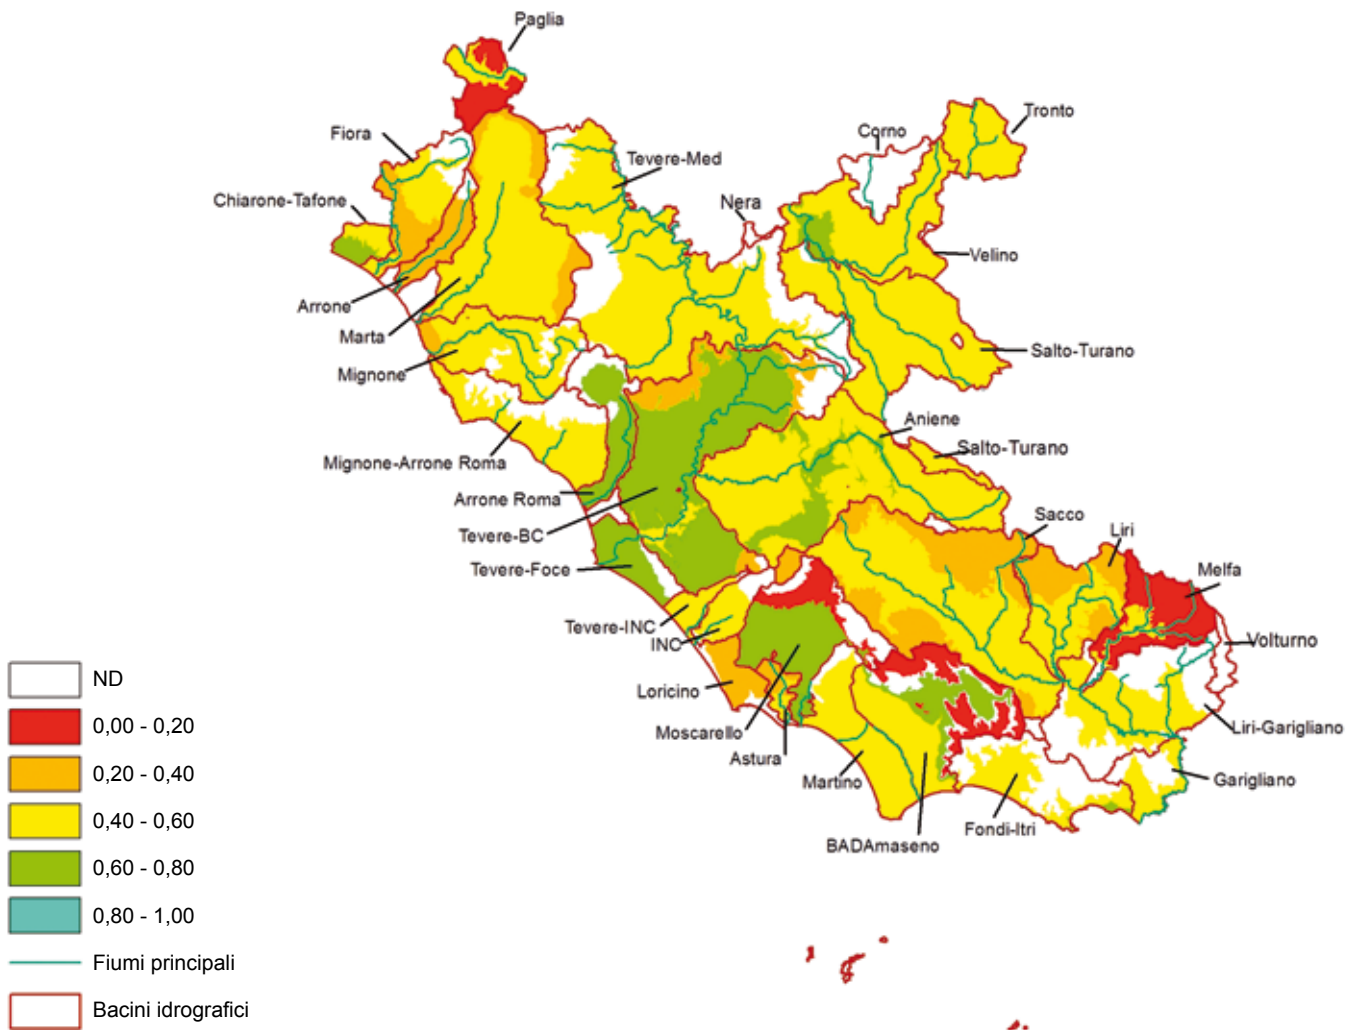 Paglia
Tronto
Fiora
Corno
Tevere-Med
Chiarone-Tafone
Nera
Velino
Arrone
Marta
Salto-Turano
Mignone
Aniene
Salto-Turano
Mignone-Arrone Roma
Arrone Roma
Sacco
Liri
Tevere-BC
Melfa
Tevere-Foce
Tevere-INC
Volturno
INC
ND
Loricino
0,00 - 0,20
Moscarello
Liri-Garigliano
Astura
0,20 - 0,40
Martino
Garigliano
0,40 - 0,60
Fondi-Itri
BADAmaseno
0,60 - 0,80
0,80 - 1,00
Fiumi principali
Bacini idrografici